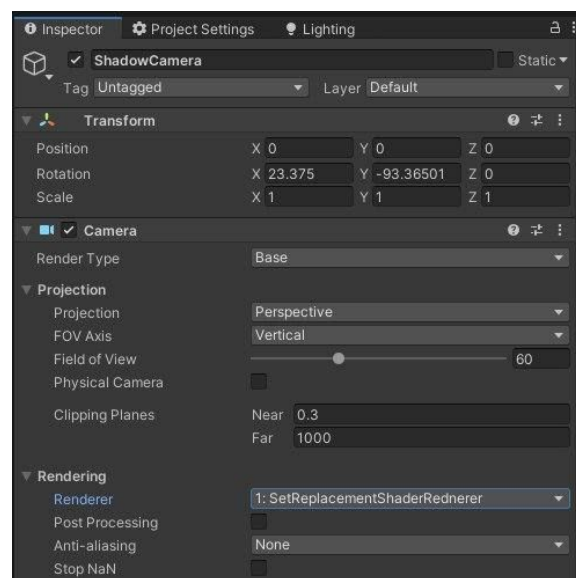 Inspector Project Settings Lighting
ShadowCamera Static
Tag Untagged Layer Default
Transform
Position X 0 Y 0 Z 0
Rotation X 23.375 Y -93.36501 Z 0
Scale X 1 Y 1 Z 1
Camera
Render Type Base
Projection
Projection Perspective
FOV Axis Vertical
Field of View 60
Physical Camera
Clipping Planes Near 0.3
Far 1000
Rendering
Renderer 1: SetReplacementShaderRednerer
Post Processing
Anti-aliasing None
Stop NaN